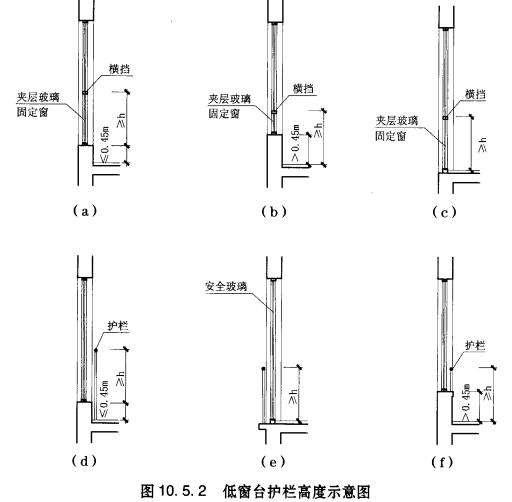 横挡
夹层玻璃
固定窗
≥h
≤0.45m
(a)
横挡
夹层玻璃
固定窗
≥h
>0.45m
(b)
横挡
夹层玻璃
固定窗
≥h
(c)
护栏
≥h
≤0.45m
(d)
安全玻璃
≥h
(e)
护栏
≥h
>0.45m
(f)
图 10.5.2 低窗台护栏高度示意图